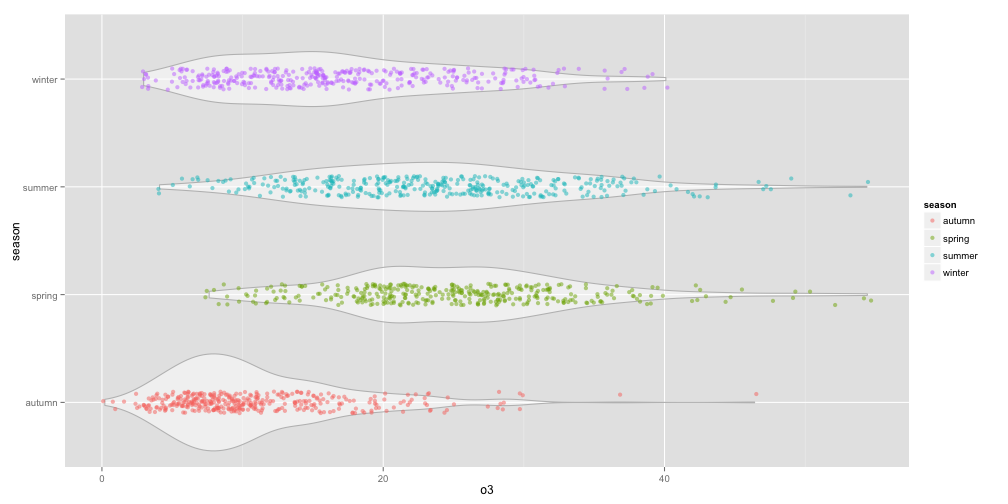 winter
summer
spring
autumn
season
0
20
40
o3
season
autumn
spring
summer
winter